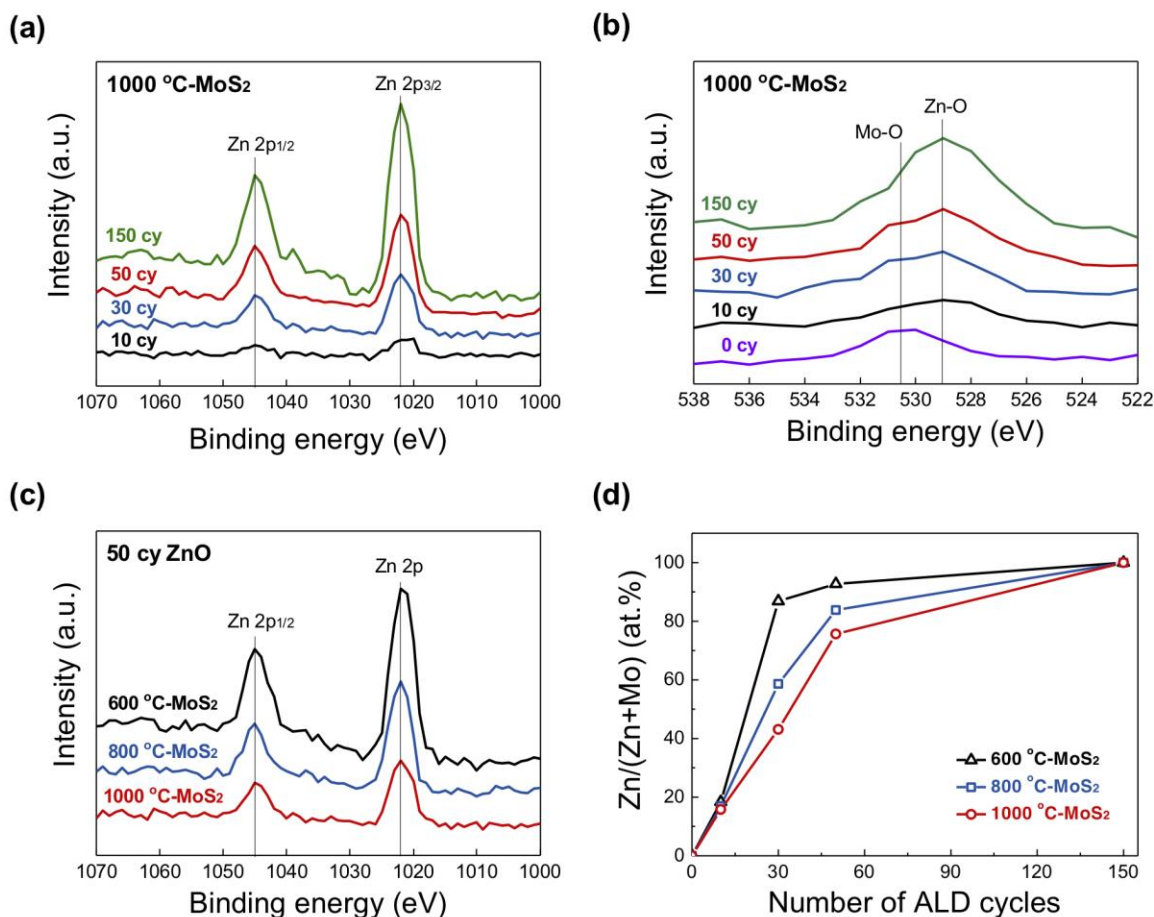 (a)
1000 °C-MoS₂
Zn 2p₁/₂
Zn 2p₃/₂
150 cy
50 cy
30 cy
10 cy
Intensity (a.u.)
1070 1060 1050 1040 1030 1020 1010 1000
Binding energy (eV)
(b)
1000 °C-MoS₂
Zn-O
Mo-O
150 cy
50 cy
30 cy
10 cy
0 cy
Intensity (a.u.)
538 536 534 532 530 528 526 524 522
Binding energy (eV)
(c)
50 cy ZnO
Zn 2p
Zn 2p₁/₂
600 °C-MoS₂
800 °C-MoS₂
1000 °C-MoS₂
Intensity (a.u.)
1070 1060 1050 1040 1030 1020 1010 1000
Binding energy (eV)
(d)
Zn/(Zn+Mo) (at.%)
100
80
60
40
20
0
600 °C-MoS₂
800 °C-MoS₂
1000 °C-MoS₂
0 30 60 90 120 150
Number of ALD cycles